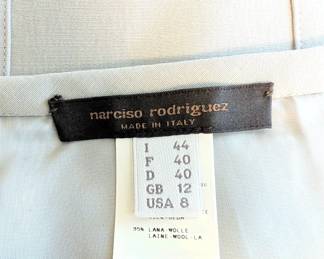 narciso rodriguez
MADE IN ITALY
I 44
F 40
D 40
GB 12
USA 8
LANA-WOLLE
LAINE-WOOL-LA